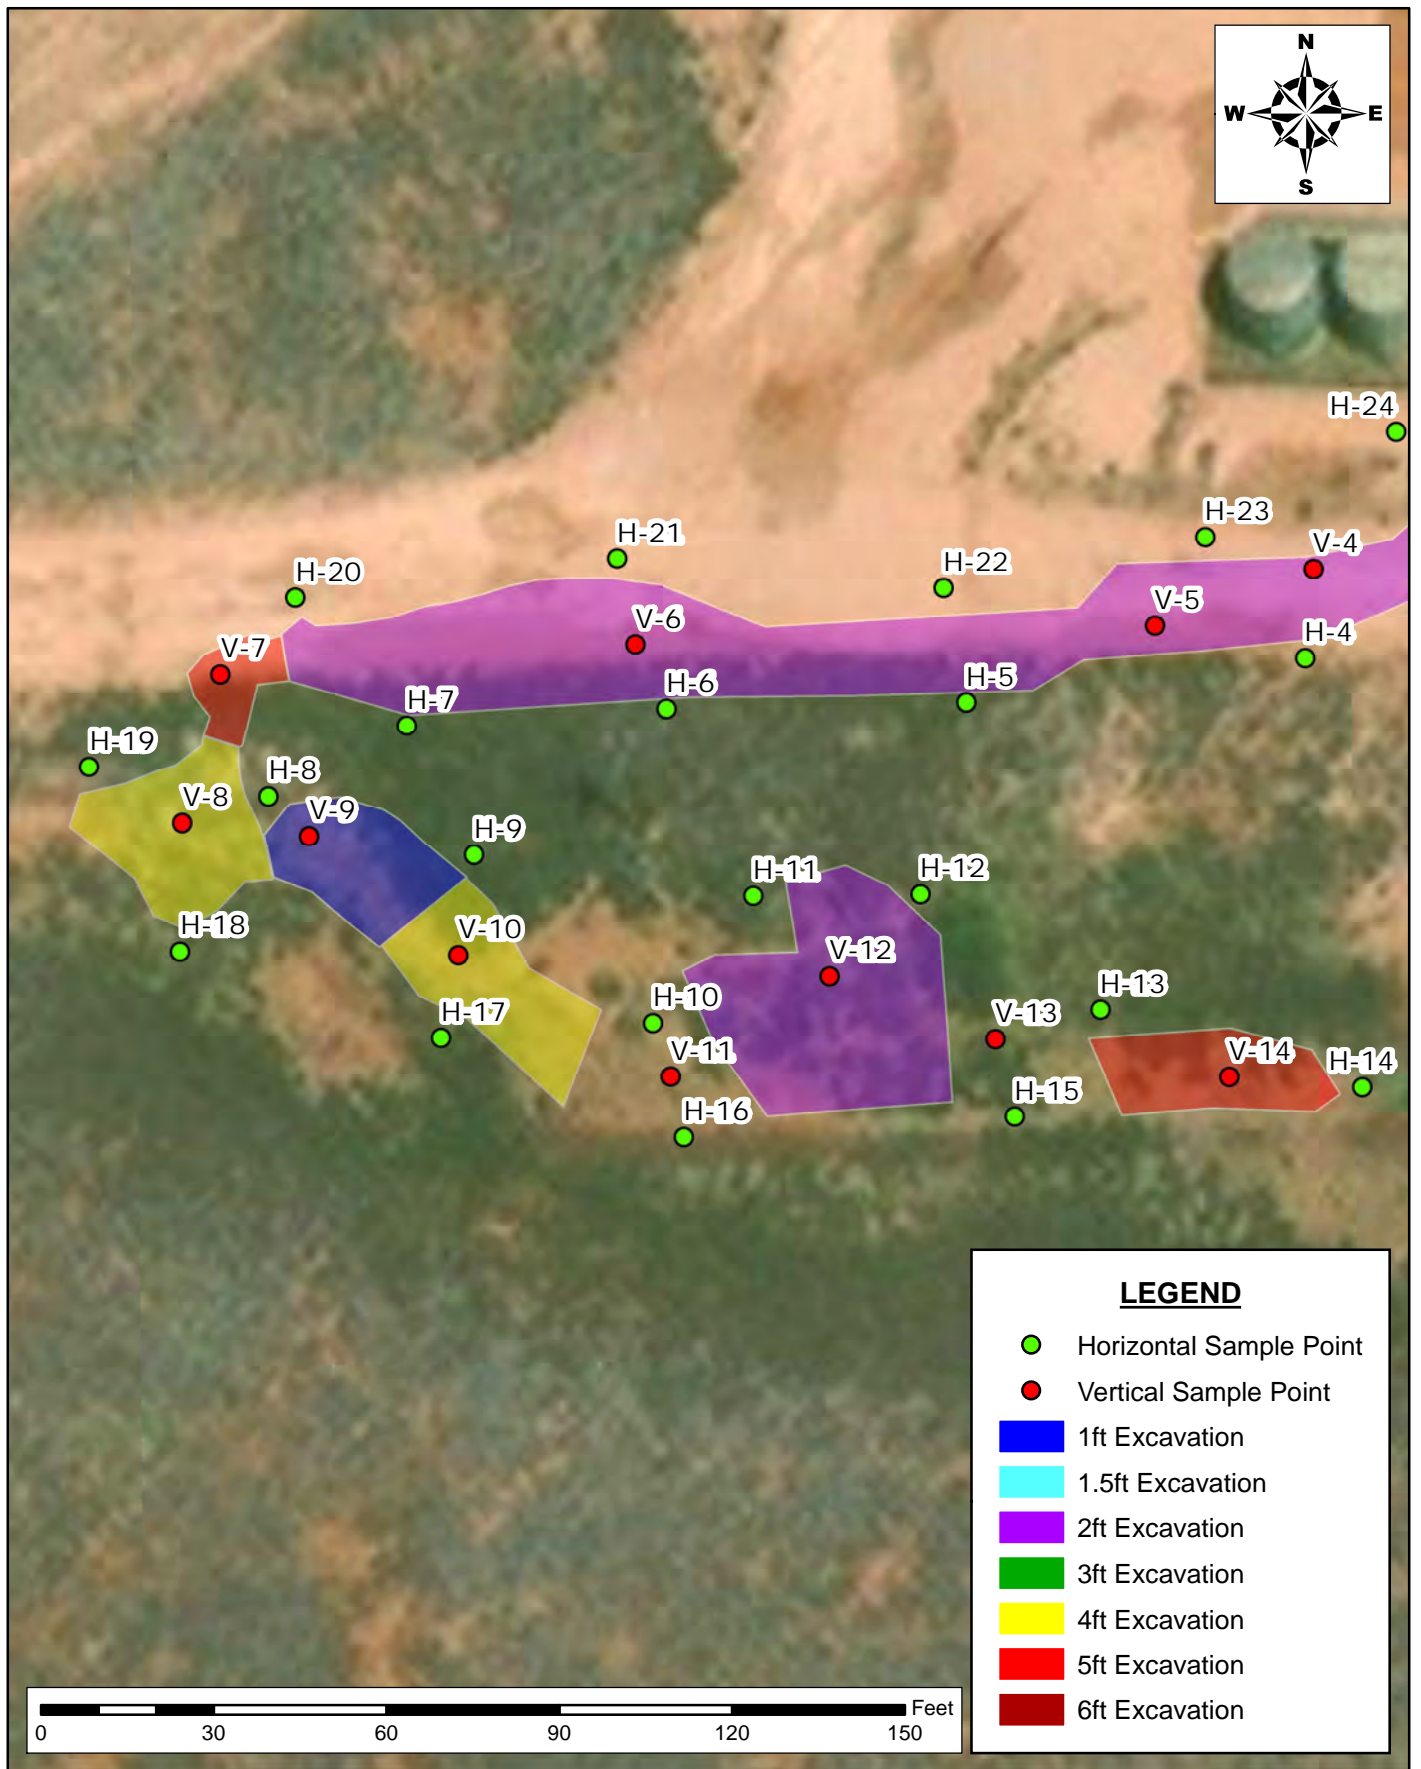 N
W E
S
H-24
H-23
H-21
V-4
H-22
H-20
V-5
V-6
H-4
V-7
H-6
H-5
H-7
H-19
H-8
V-8
V-9
H-9
H-11
H-12
H-18
V-10
V-12
H-10
H-13
H-17
V-13
V-11
V-14
H-14
H-15
H-16
LEGEND
Horizontal Sample Point
Vertical Sample Point
1ft Excavation
1.5ft Excavation
2ft Excavation
3ft Excavation
4ft Excavation
5ft Excavation
6ft Excavation
Feet
0 30 60 90 120 150